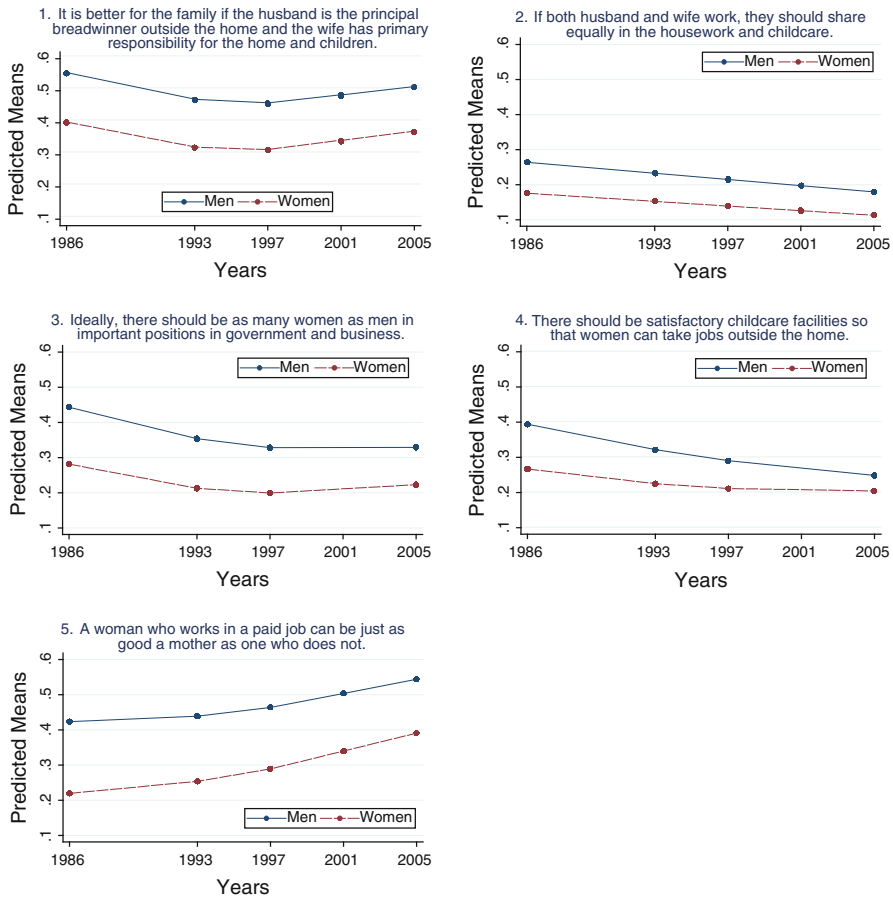 1. It is better for the family if the husband is the principal
breadwinner outside the home and the wife has primary
responsibility for the home and children.
Predicted Means
.6
.5
.4
.3
.2
.1
Men Women
1986 1993 1997 2001 2005
Years
2. If both husband and wife work, they should share
equally in the housework and childcare.
Predicted Means
.6
.5
.4
.3
.2
.1
Men Women
1986 1993 1997 2001 2005
Years
3. Ideally, there should be as many women as men in
important positions in government and business.
Predicted Means
.6
.5
.4
.3
.2
.1
Men Women
1986 1993 1997 2001 2005
Years
4. There should be satisfactory childcare facilities so
that women can take jobs outside the home.
Predicted Means
.6
.5
.4
.3
.2
.1
Men Women
1986 1993 1997 2001 2005
Years
5. A woman who works in a paid job can be just as
good a mother as one who does not.
Predicted Means
.6
.5
.4
.3
.2
.1
Men Women
1986 1993 1997 2001 2005
Years